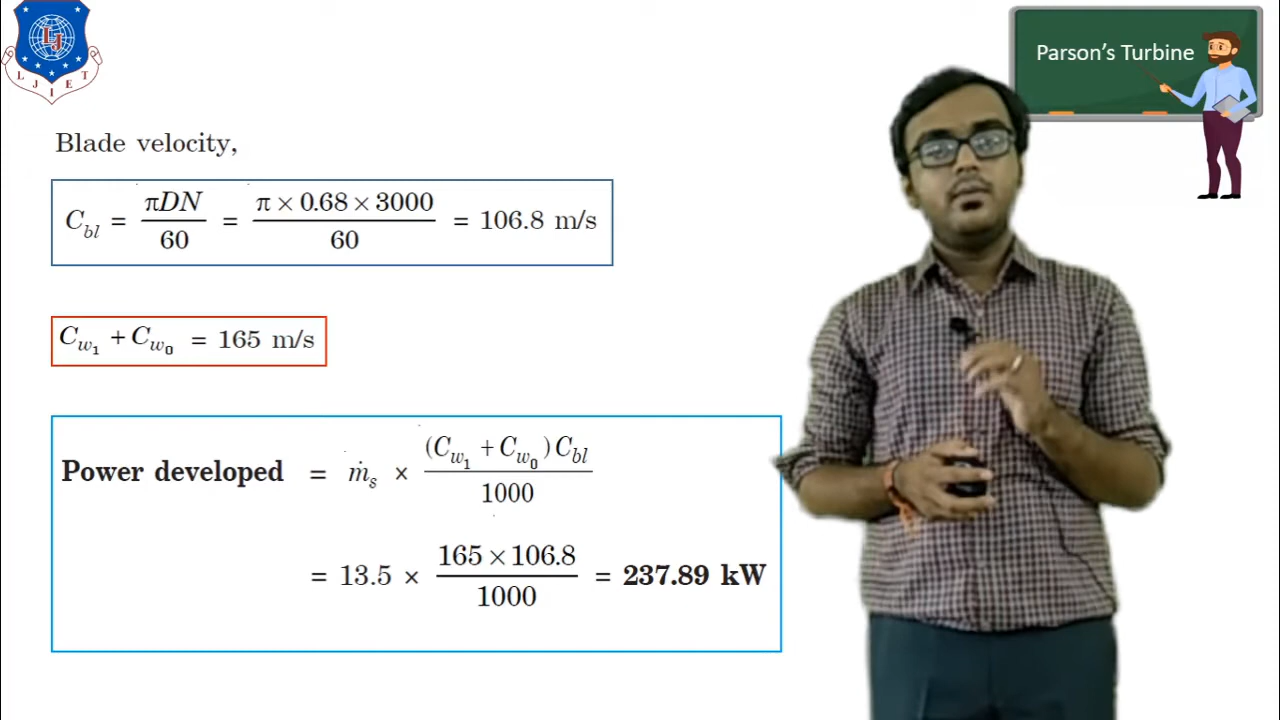 LJ
L J I E T
Parson's Turbine
Blade velocity,
C_bl = πDN/60 = π × 0.68 × 3000/60 = 106.8 m/s
C_w₁ + C_w₀ = 165 m/s
Power developed = ṁ_s × (C_w₁ + C_w₀) C_bl/1000
= 13.5 × 165 × 106.8/1000 = 237.89 kW